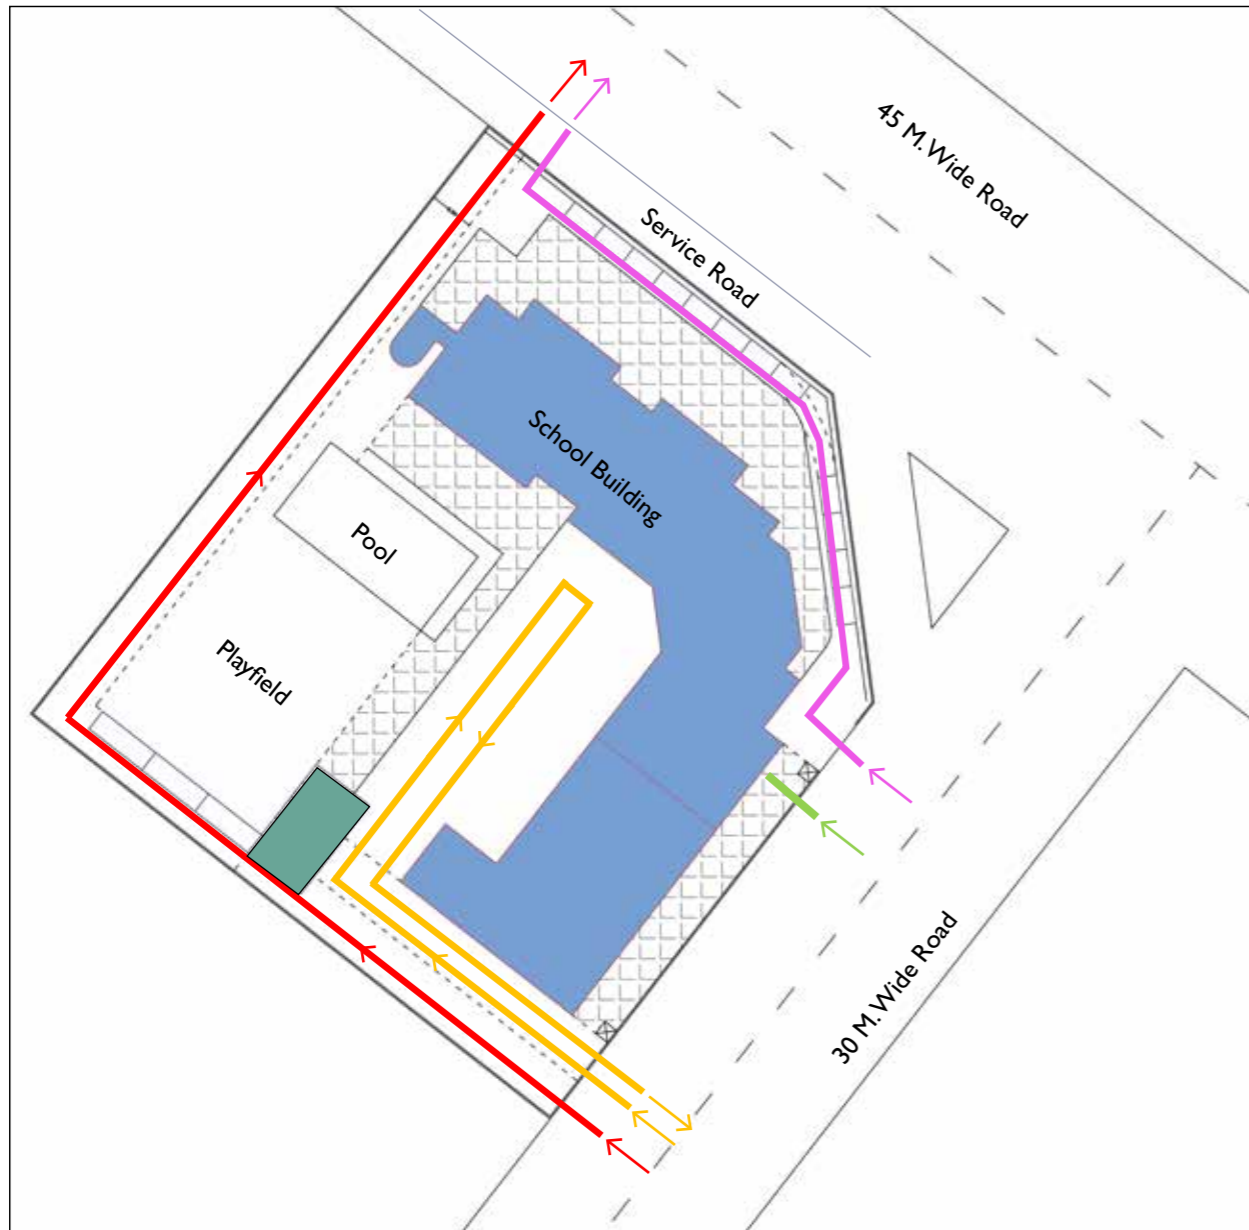 45 M.Wide Road
Service Road
School Building
Pool
Playfield
30 M.Wide Road